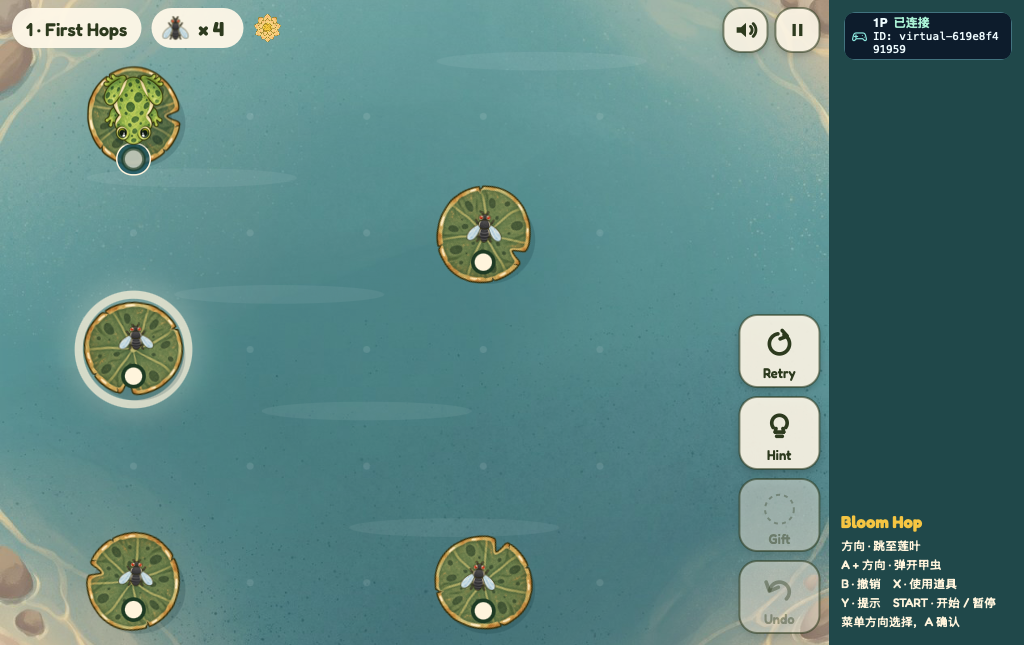 1 · First Hops
× 4
1P 已连接
ID: virtual-619e8f4
91959
Retry
Hint
Gift
Undo
Bloom Hop
方向 · 跳至莲叶
A + 方向 · 弹开甲虫
B · 撤销 X · 使用道具
Y · 提示 START · 开始 / 暂停
菜单方向选择，A 确认